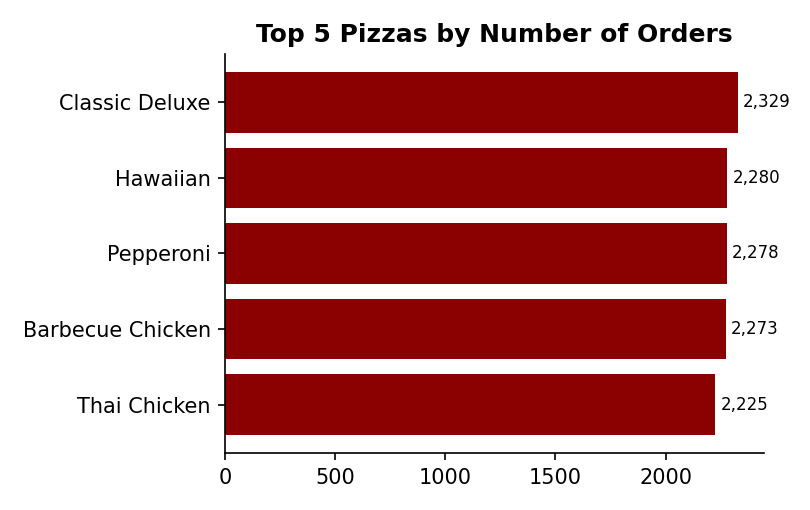 Top 5 Pizzas by Number of Orders
Classic Deluxe 2,329
Hawaiian 2,280
Pepperoni 2,278
Barbecue Chicken 2,273
Thai Chicken 2,225
0 500 1000 1500 2000